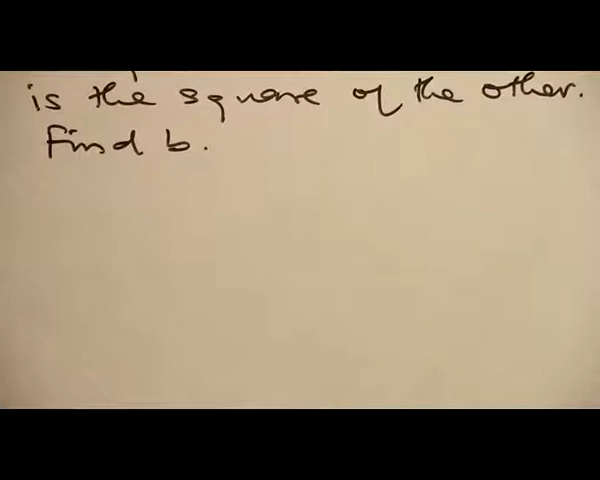 is the square of the other.
Find b.